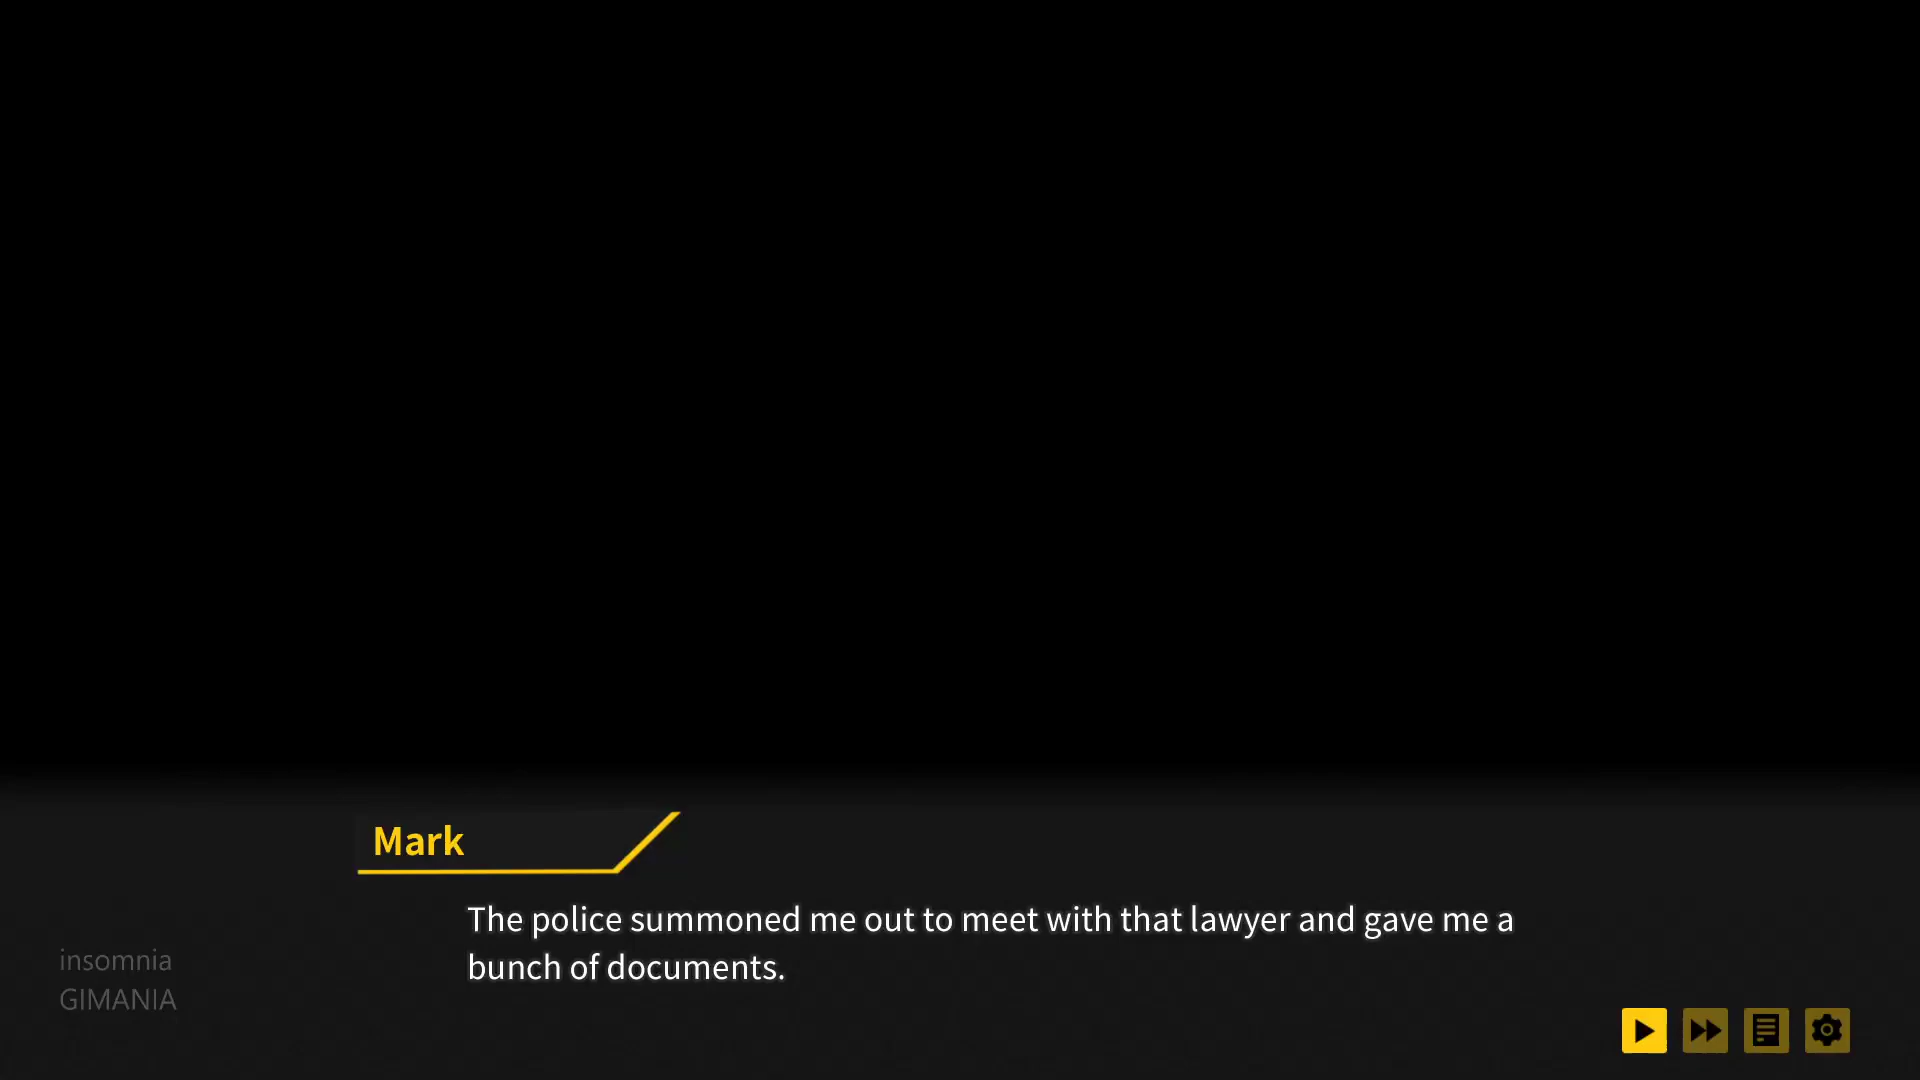 Mark
The police summoned me out to meet with that lawyer and gave me a
bunch of documents.
insomnia
GIMANIA